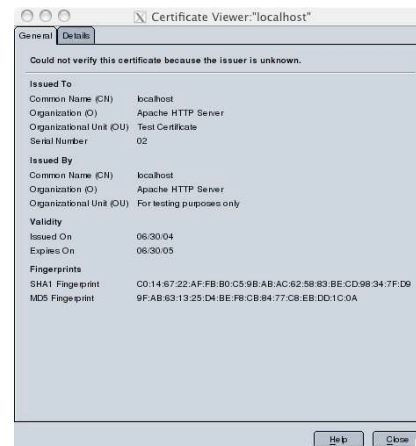 Certificate Viewer:"localhost"
General Details
Could not verify this certificate because the issuer is unknown.
Issued To
Common Name (CN) localhost
Organization (O) Apache HTTP Server
Organizational Unit (OU) Test Certificate
Serial Number 02
Issued By
Common Name (CN) localhost
Organization (O) Apache HTTP Server
Organizational Unit (OU) For testing purposes only
Validity
Issued On 06/30/04
Expires On 06/30/05
Fingerprints
SHA1 Fingerprint C0:14:67:22:AF:FB:B0:C5:9B:AB:AC:62:58:83:BE:CD:98:34:7F:D9
MD5 Fingerprint 9F:AB:63:13:25:D4:BE:F8:CB:84:77:C8:EB:DD:1C:0A
Help Close